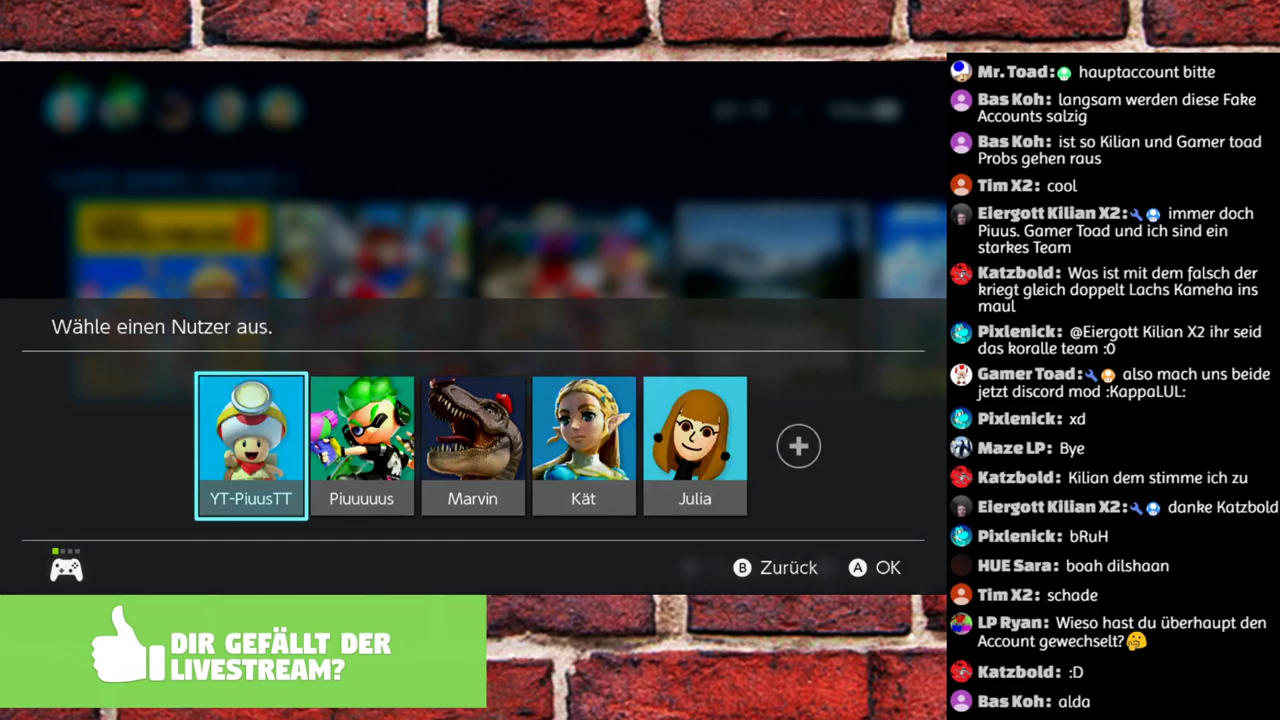 Wähle einen Nutzer aus.
YT-PiuusTT
Piuuuuus
Marvin
Kät
Julia
B Zurück
A OK
DIR GEFÄLLT DER
LIVESTREAM?
Mr. Toad: hauptaccount bitte
Bas Koh: langsam werden diese Fake
Accounts salzig
Bas Koh: ist so Kilian und Gamer toad
Probs gehen raus
Tim X2: cool
Eiergott Kilian X2: immer doch
Piuus. Gamer Toad und ich sind ein
starkes Team
Katzbold: Was ist mit dem falsch der
kriegt gleich doppelt Lachs Kameha ins
maul
Pixlenick: @Eiergott Kilian X2 ihr seid
das koralle team :0
Gamer Toad: also mach uns beide
jetzt discord mod :KappaLUL:
Pixlenick: xd
Maze LP: Bye
Katzbold: Kilian dem stimme ich zu
Eiergott Kilian X2: danke Katzbold
Pixlenick: bRuH
HUE Sara: boah dilshaan
Tim X2: schade
LP Ryan: Wieso hast du überhaupt den
Account gewechselt?🤔
Katzbold: :D
Bas Koh: alda